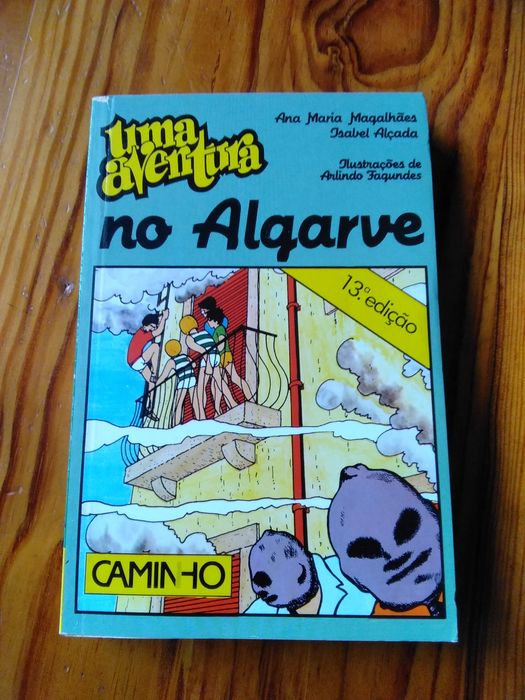 uma
aventura
Ana Maria Magalhães
Isabel Alçada
Ilustrações de
Arlindo Fagundes
no Algarve
13.ª edição
CAMINHO